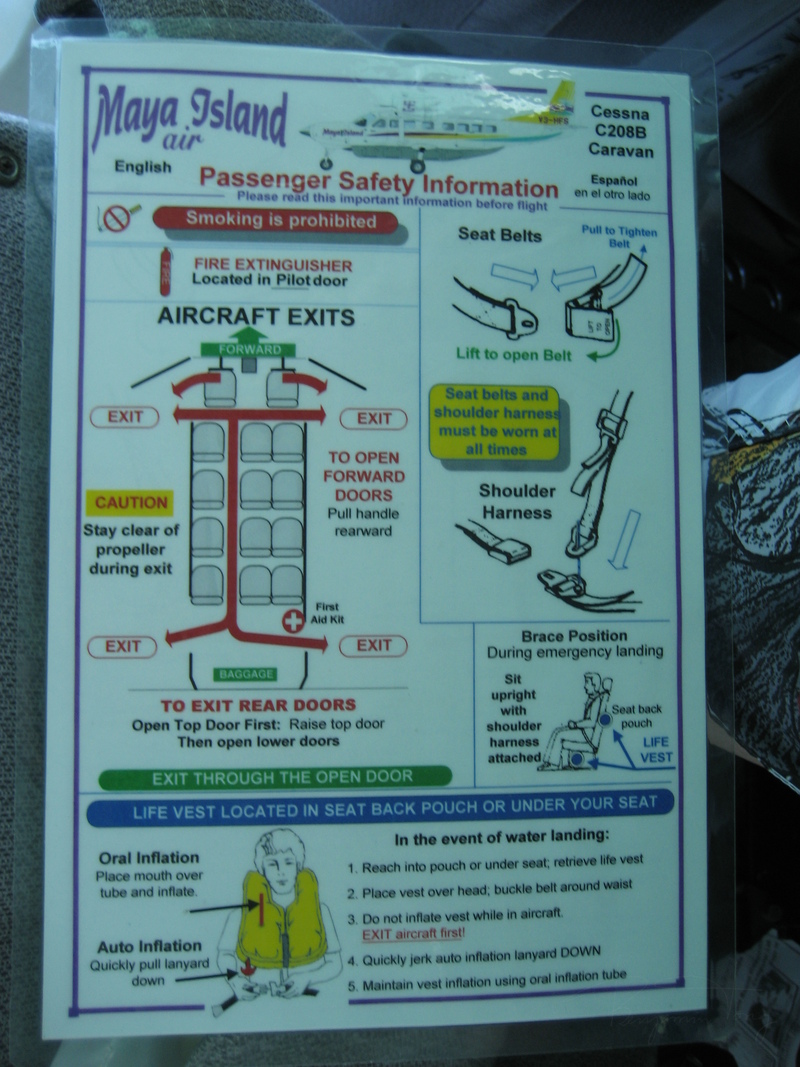 Maya Island
air
Cessna
C208B
Caravan
English
Español
en el otro lado
Passenger Safety Information
Please read this important information before flight
Smoking is prohibited
FIRE
FIRE EXTINGUISHER
Located in Pilot door
AIRCRAFT EXITS
FORWARD
EXIT
EXIT
TO OPEN
FORWARD
DOORS
Pull handle
rearward
CAUTION
Stay clear of
propeller
during exit
First
Aid Kit
EXIT
EXIT
BAGGAGE
TO EXIT REAR DOORS
Open Top Door First: Raise top door
Then open lower doors
EXIT THROUGH THE OPEN DOOR
Seat Belts
Pull to Tighten
Belt
LIFT
TO
OPEN
Lift to open Belt
Seat belts and
shoulder harness
must be worn at
all times
Shoulder
Harness
Brace Position
During emergency landing
Sit
upright
with
shoulder
harness
attached
Seat back
pouch
LIFE
VEST
LIFE VEST LOCATED IN SEAT BACK POUCH OR UNDER YOUR SEAT
Oral Inflation
Place mouth over
tube and inflate.
Auto Inflation
Quickly pull lanyard
down
In the event of water landing:
1. Reach into pouch or under seat; retrieve life vest
2. Place vest over head; buckle belt around waist
3. Do not inflate vest while in aircraft.
EXIT aircraft first!
4. Quickly jerk auto inflation lanyard DOWN
5. Maintain vest inflation using oral inflation tube